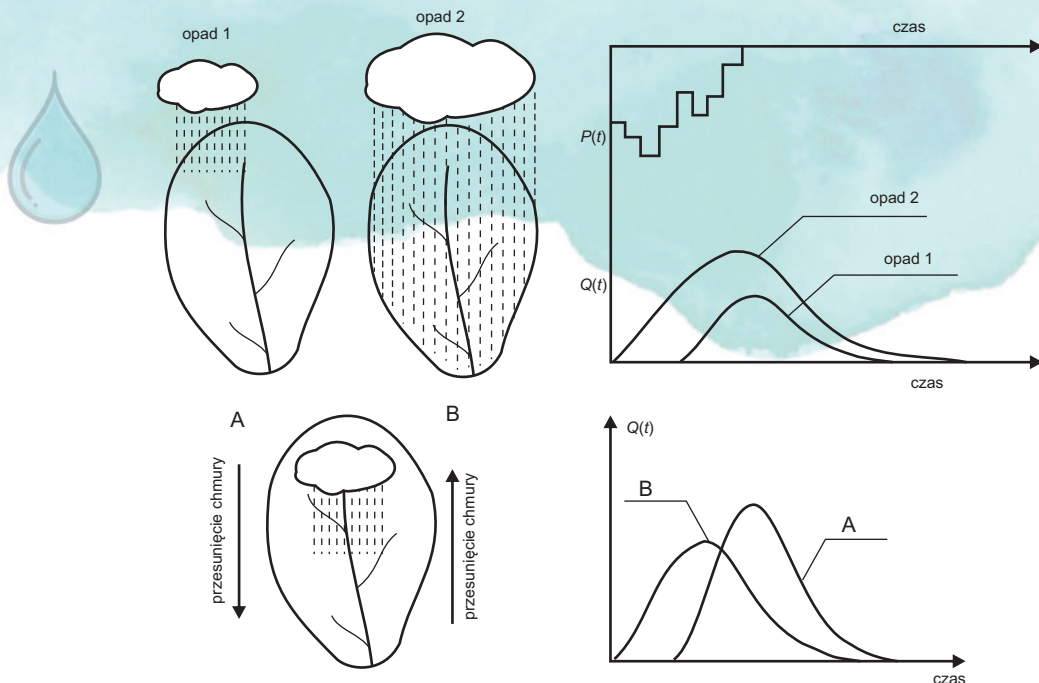 opad 1
opad 2
czas
P(t)
opad 2
opad 1
Q(t)
czas
A
B
przesunięcie chmury
przesunięcie chmury
Q(t)
B
A
czas